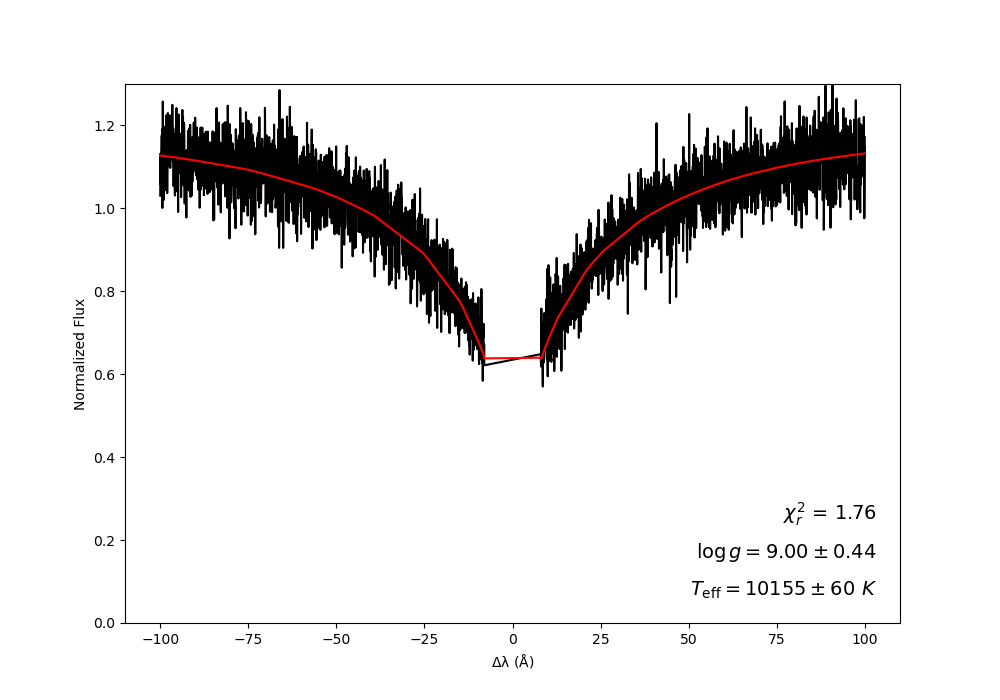 1.2
1.0
0.8
0.6
0.4
0.2
0.0
Normalized Flux
χ²ᵣ = 1.76
log g = 9.00 ± 0.44
T_eff = 10155 ± 60 K
−100 −75 −50 −25 0 25 50 75 100
Δλ (Å)